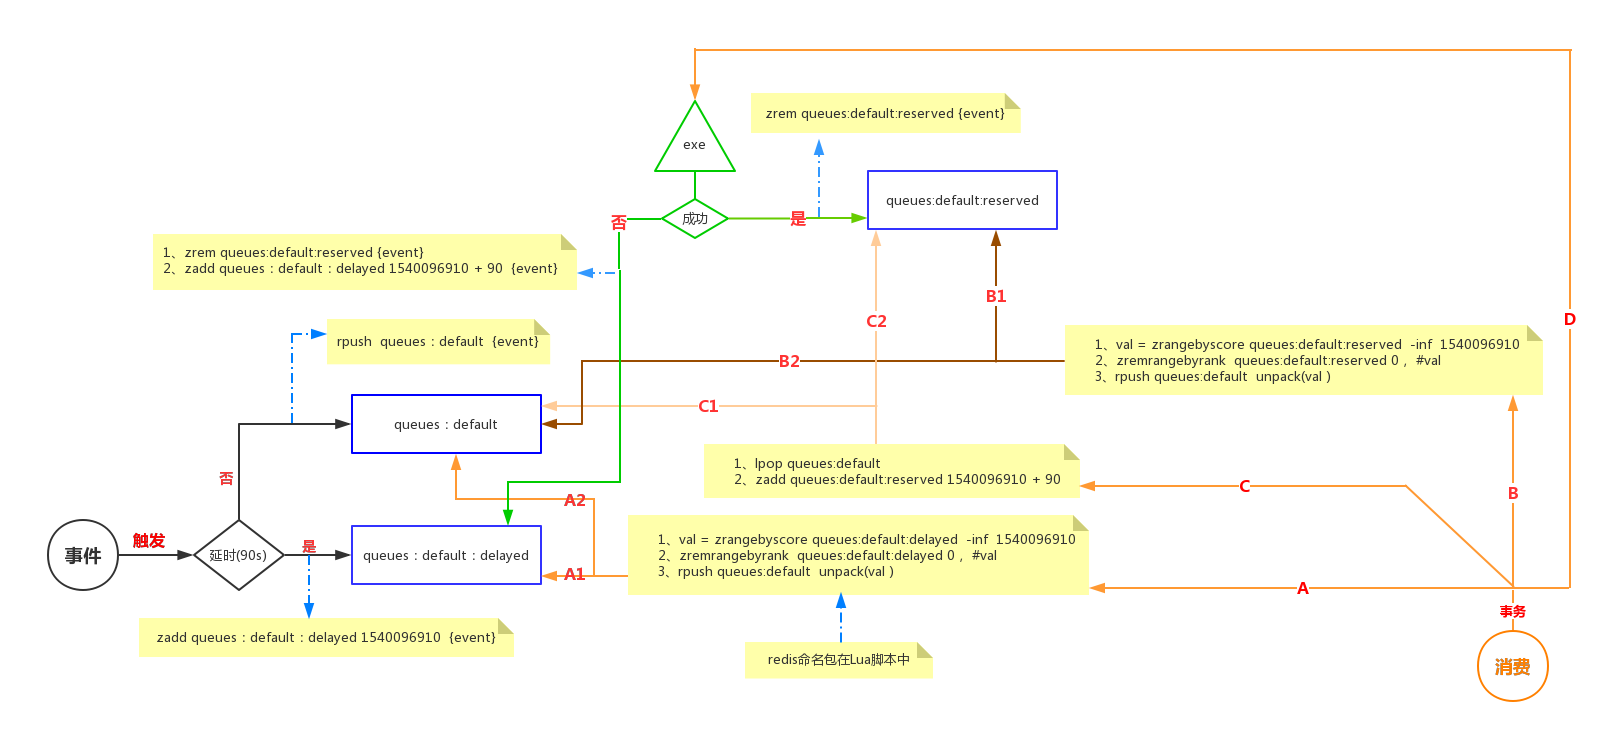 zrem queues:default:reserved {event}
exe
queues:default:reserved
成功
否
是
1、zrem queues:default:reserved {event}
2、zadd queues : default : delayed 1540096910 + 90  {event}
B1
C2
D
rpush  queues : default  {event}
1、val = zrangebyscore queues:default:reserved  -inf  1540096910
2、zremrangebyrank  queues:default:reserved 0 ,  #val
3、rpush queues:default  unpack(val )
B2
C1
queues : default
1、lpop queues:default
2、zadd queues:default:reserved 1540096910 + 90
否
C
B
A2
触发
事件
延时(90s)
是
queues : default : delayed
A1
1、val = zrangebyscore queues:default:delayed  -inf  1540096910
2、zremrangebyrank  queues:default:delayed 0 ,  #val
3、rpush queues:default  unpack(val )
A
事务
zadd queues : default : delayed 1540096910  {event}
redis命名包在Lua脚本中
消费